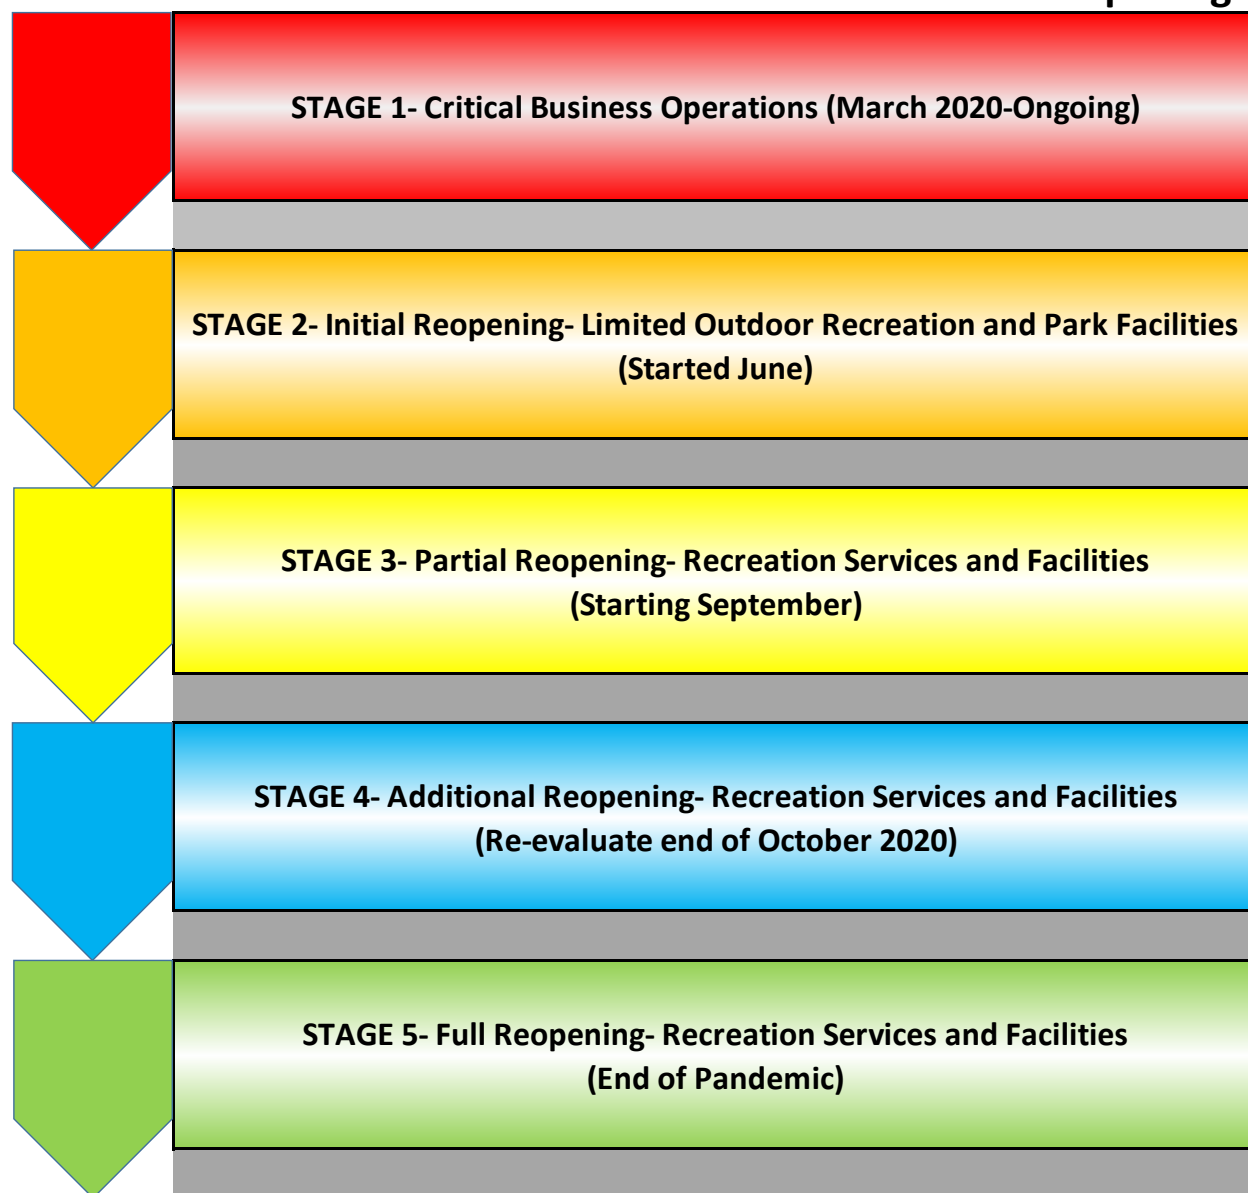 STAGE 1- Critical Business Operations (March 2020-Ongoing)
STAGE 2- Initial Reopening- Limited Outdoor Recreation and Park Facilities
(Started June)
STAGE 3- Partial Reopening- Recreation Services and Facilities
(Starting September)
STAGE 4- Additional Reopening- Recreation Services and Facilities
(Re-evaluate end of October 2020)
STAGE 5- Full Reopening- Recreation Services and Facilities
(End of Pandemic)